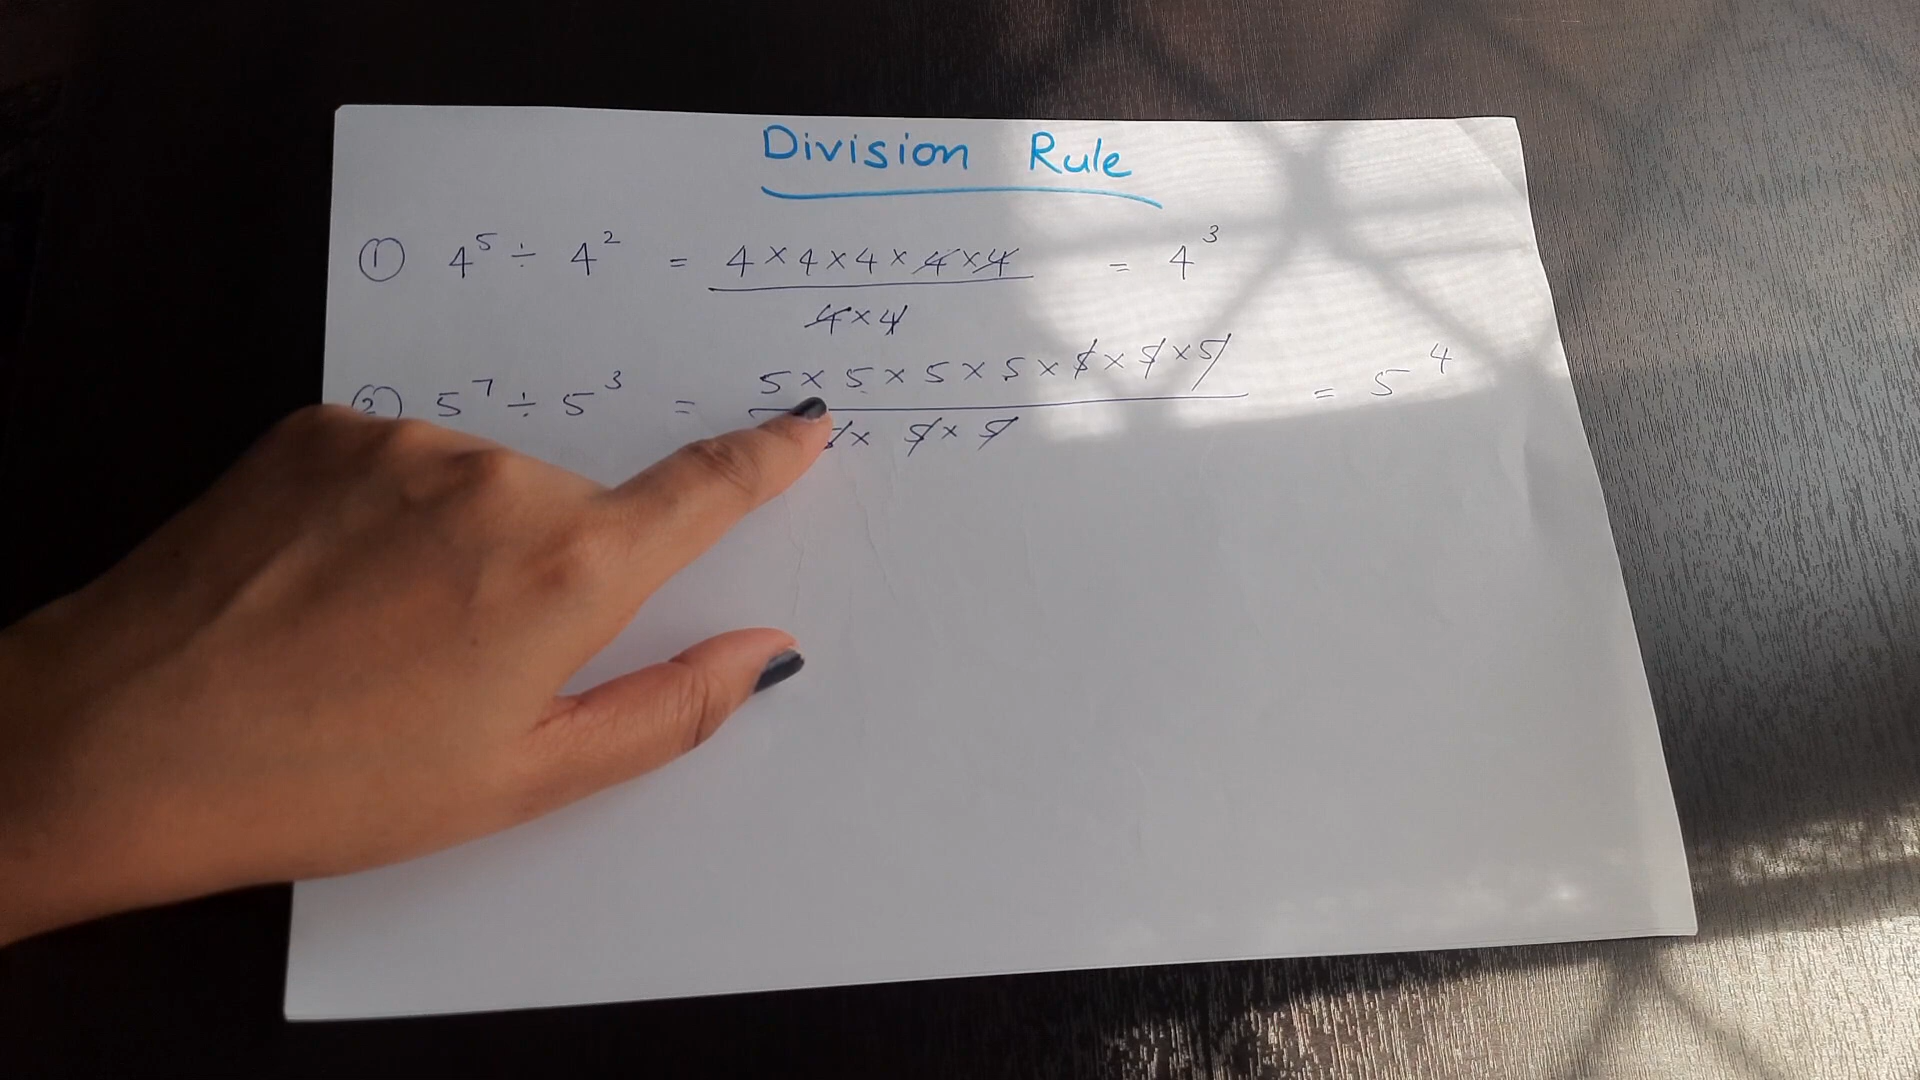 Division Rule
① 4⁵ ÷ 4² = 4 × 4 × 4 × 4 × 4 = 4³
4 × 4
② 5⁷ ÷ 5³ = 5 × 5 × 5 × 5 × 5 × 5 × 5 = 5⁴
5 × 5 × 5